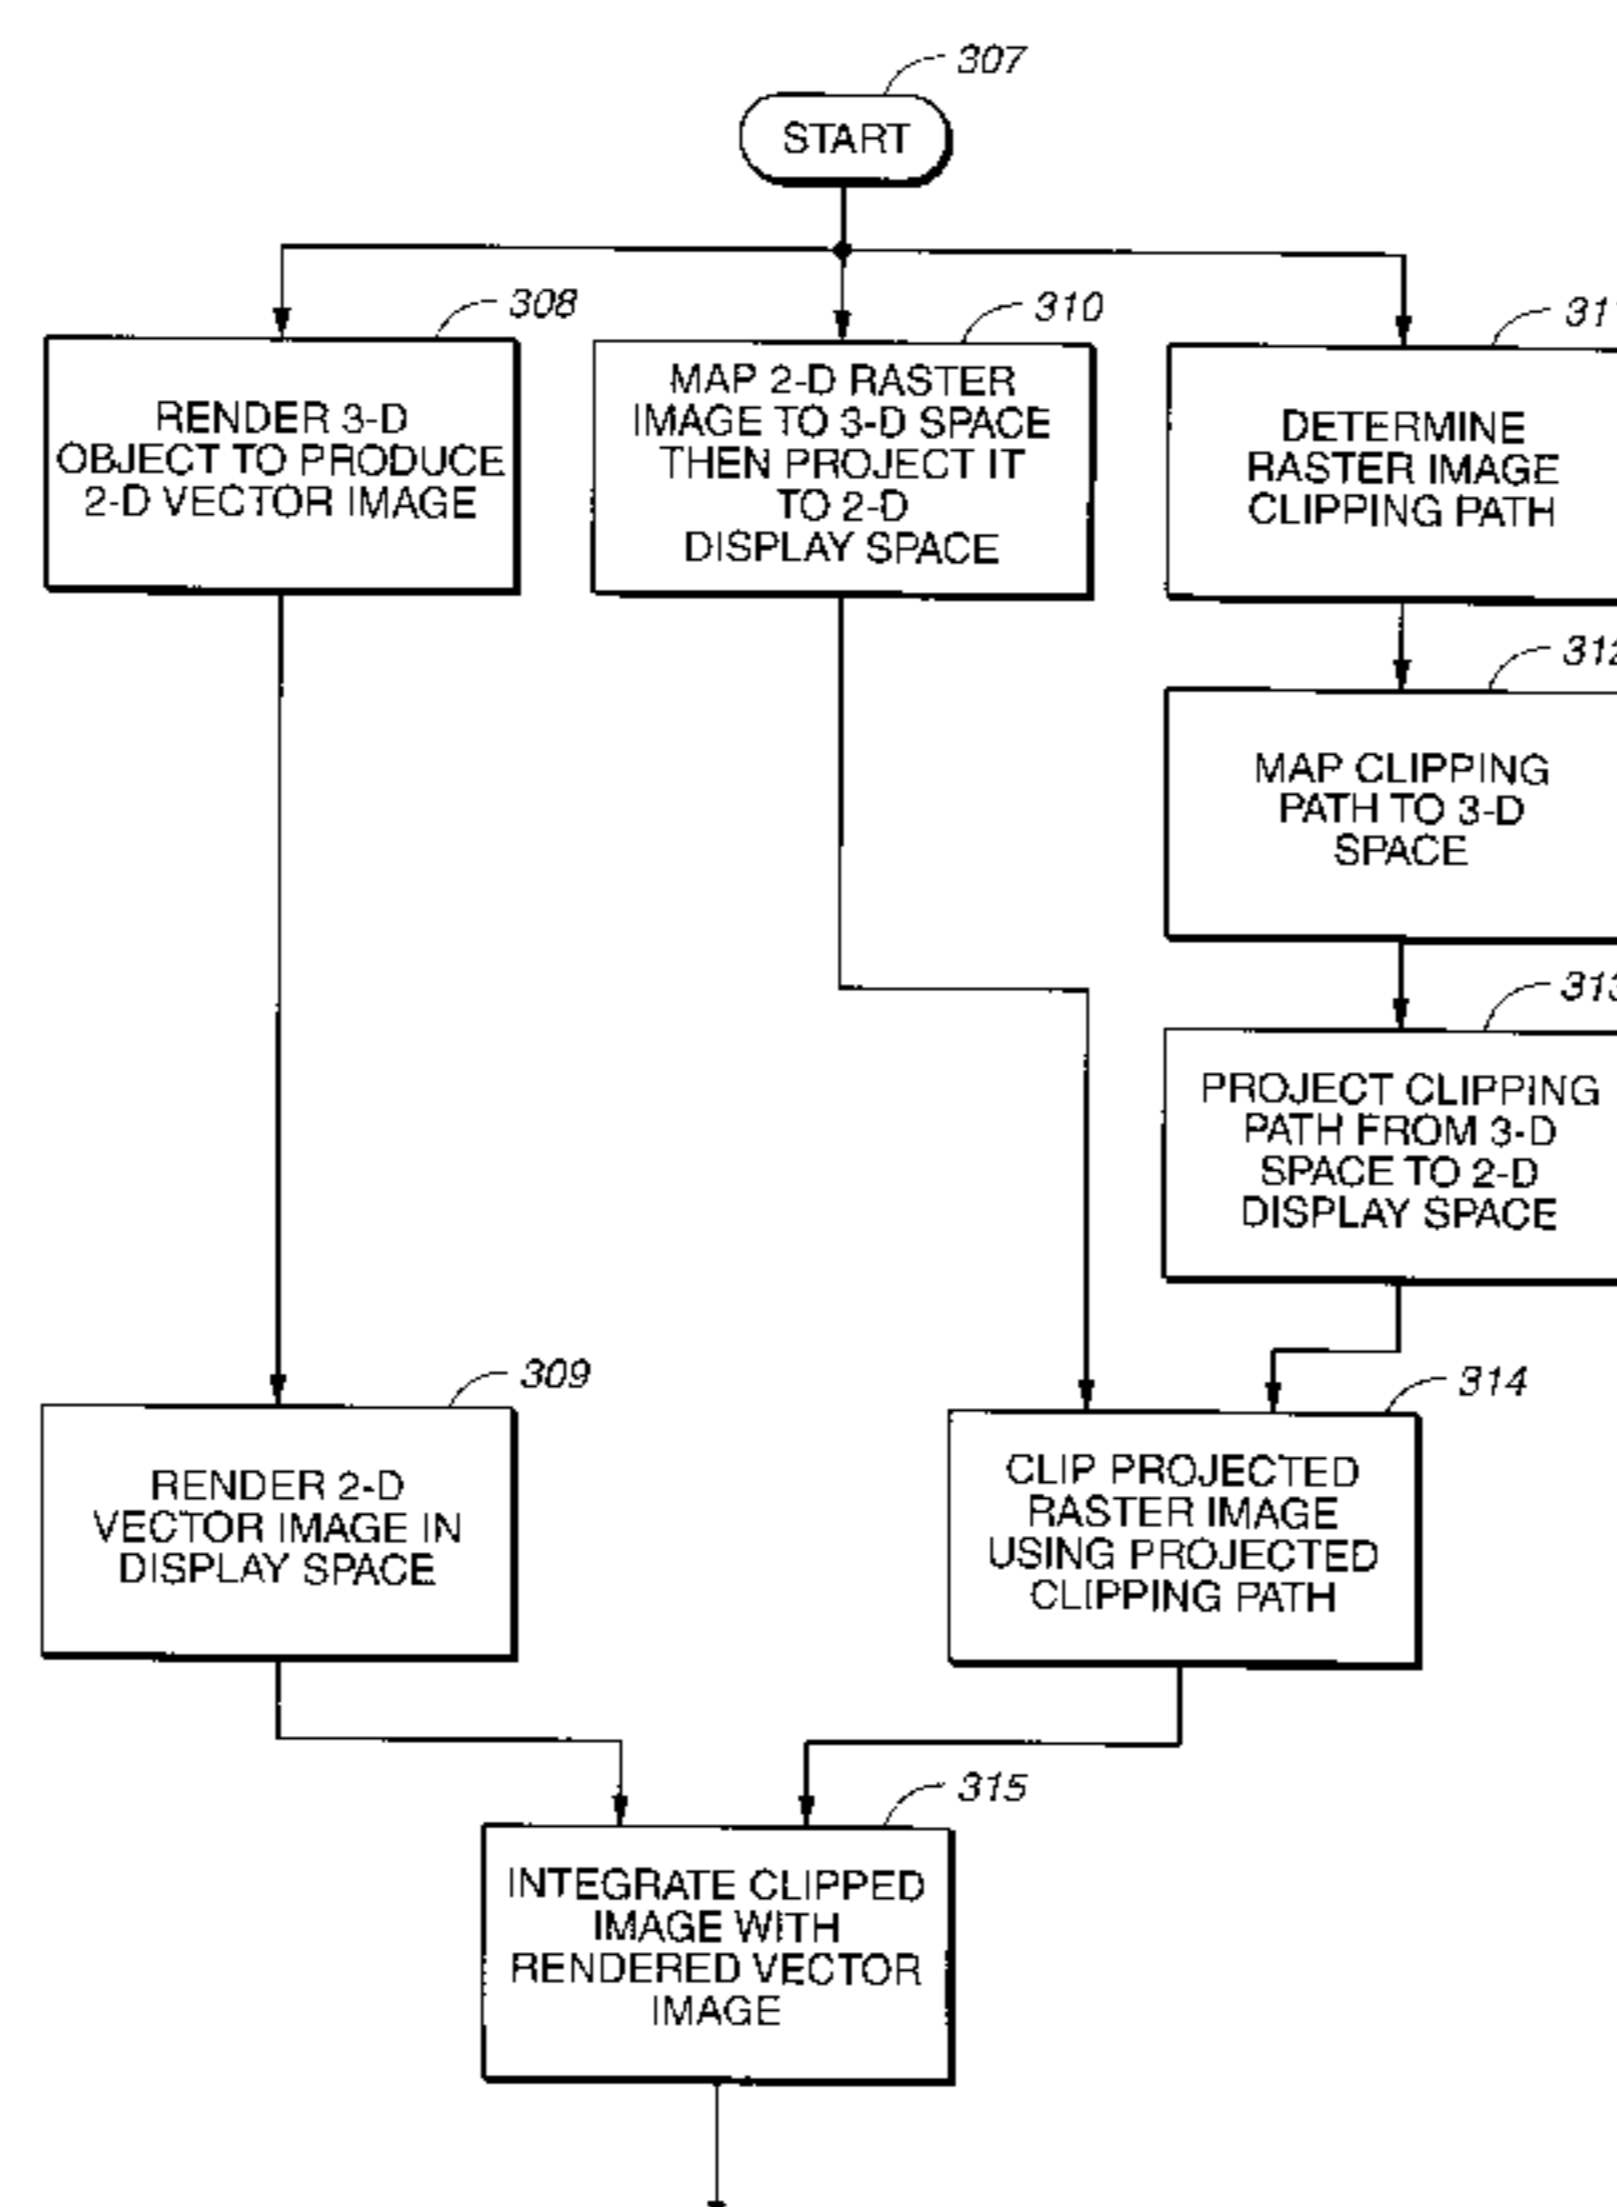 307
START
308
RENDER 3-D
OBJECT TO PRODUCE
2-D VECTOR IMAGE
310
MAP 2-D RASTER
IMAGE TO 3-D SPACE
THEN PROJECT IT
TO 2-D
DISPLAY SPACE
311
DETERMINE
RASTER IMAGE
CLIPPING PATH
312
MAP CLIPPING
PATH TO 3-D
SPACE
313
PROJECT CLIPPING
PATH FROM 3-D
SPACE TO 2-D
DISPLAY SPACE
309
RENDER 2-D
VECTOR IMAGE IN
DISPLAY SPACE
314
CLIP PROJECTED
RASTER IMAGE
USING PROJECTED
CLIPPING PATH
315
INTEGRATE CLIPPED
IMAGE WITH
RENDERED VECTOR
IMAGE